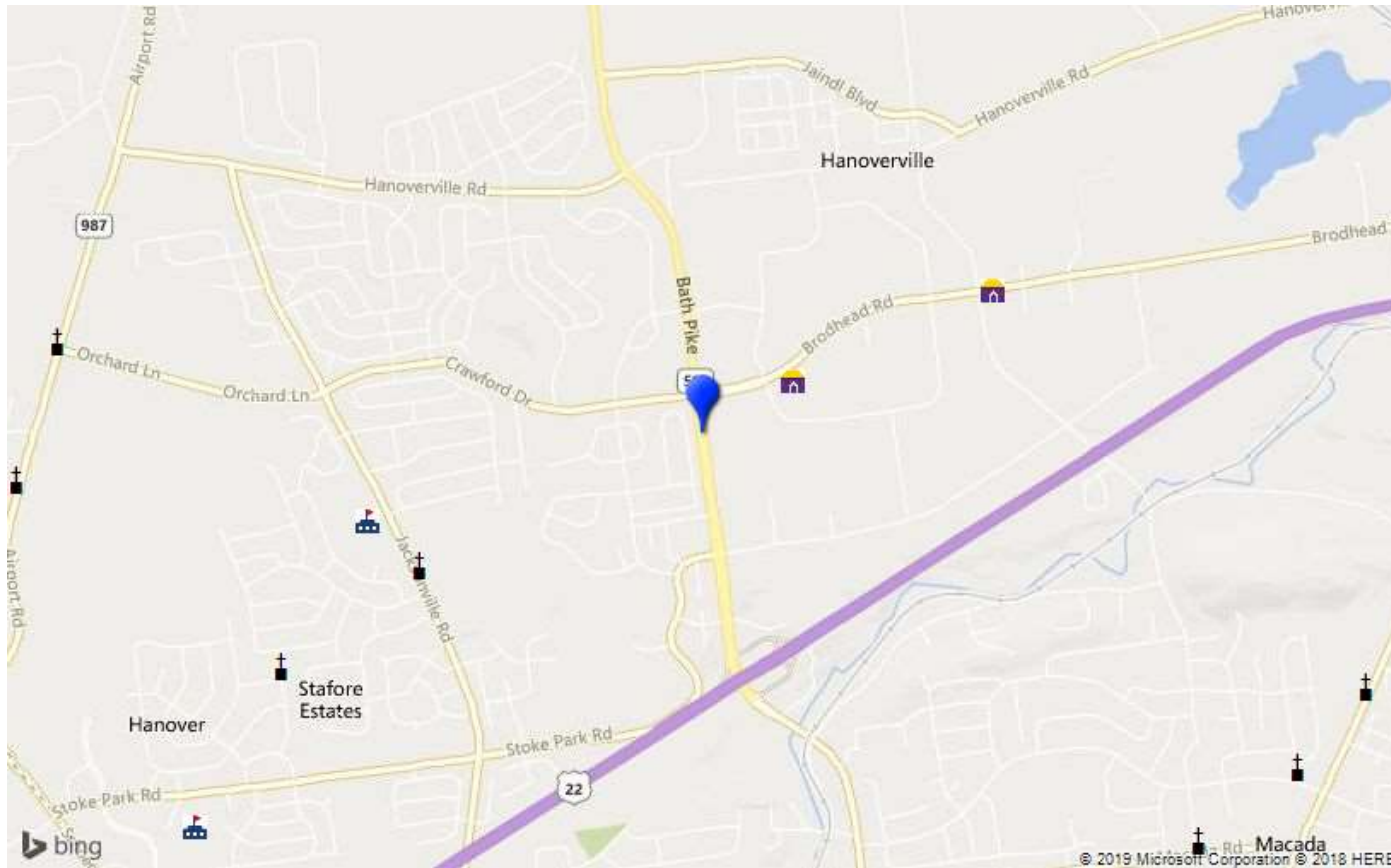 Airport Rd
Hanoverv
Jaindl Blvd
Hanoverville Rd
Hanoverville
Hanoverville Rd
987
Brodhead
Bath Pike
Brodhead Rd
Orchard Ln
Orchard Ln
Crawford Dr
Jacksonville Rd
Airport Rd
Stafore
Estates
Hanover
Stoke Park Rd
22
Stoke Park Rd
bing
Macada
Rd
© 2019 Microsoft Corporation © 2018 HERE